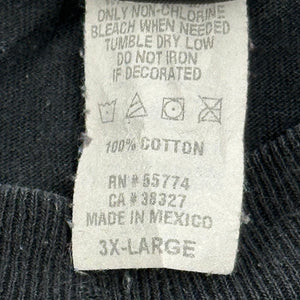 ONLY NON-CHLORINE
BLEACH WHEN NEEDED
TUMBLE DRY LOW
DO NOT IRON
IF DECORATED
100% COTTON
RN # 55774
CA # 38327
MADE IN MEXICO
3X-LARGE